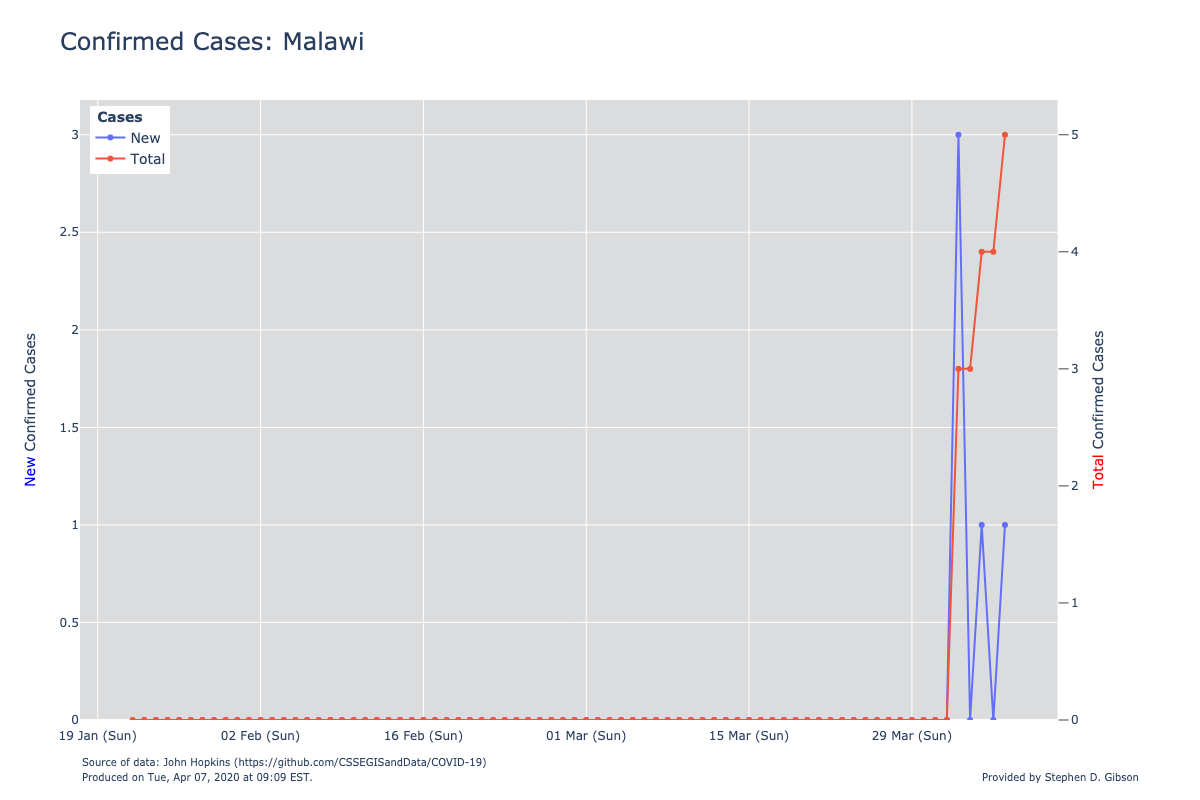 Confirmed Cases: Malawi
Cases
New
Total
3
2.5
2
1.5
1
0.5
0
5
4
3
2
1
0
New Confirmed Cases
Total Confirmed Cases
19 Jan (Sun)
02 Feb (Sun)
16 Feb (Sun)
01 Mar (Sun)
15 Mar (Sun)
29 Mar (Sun)
Source of data: John Hopkins (https://github.com/CSSEGISandData/COVID-19)
Produced on Tue, Apr 07, 2020 at 09:09 EST.
Provided by Stephen D. Gibson